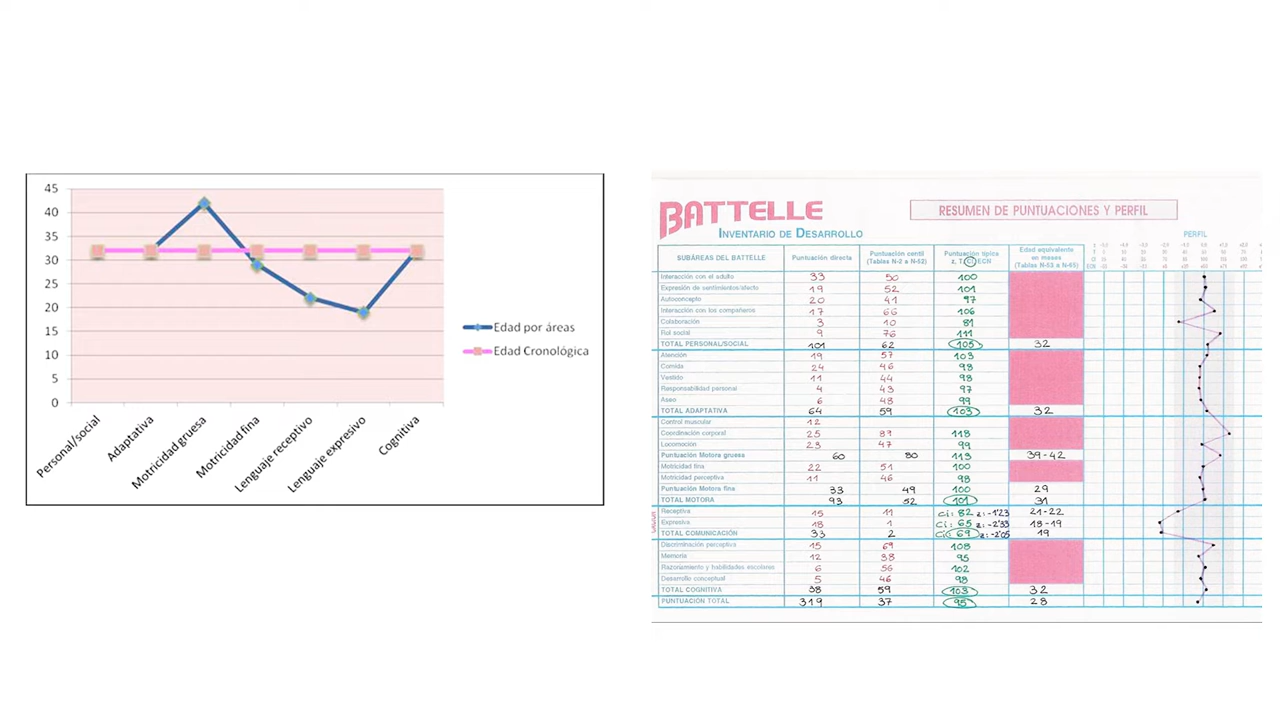 45
40
35
30
25
20
15
10
5
0
Personal/social
Adaptativa
Motricidad gruesa
Motricidad fina
Lenguaje receptivo
Lenguaje expresivo
Cognitiva
Edad por áreas
Edad Cronológica
BATTELLE
INVENTARIO DE DESARROLLO
RESUMEN DE PUNTUACIONES Y PERFIL
PERFIL
SUBÁREAS DEL BATTELLE Puntuación directa Puntuación centil (Tablas N-2 a N-52) Puntuación típica z, T, CI, ECN Edad equivalente en meses (Tablas N-53 a N-65)
Interacción con el adulto 33 50 100
Expresión de sentimientos/afecto 19 52 101
Autoconcepto 20 41 97
Interacción con los compañeros 17 66 106
Colaboración 3 10 81
Rol social 9 76 111
TOTAL PERSONAL/SOCIAL 101 62 105 32
Atención 19 57 103
Comida 24 46 98
Vestido 11 44 98
Responsabilidad personal 4 43 97
Aseo 6 48 99
TOTAL ADAPTATIVA 64 59 103 32
Control muscular 12
Coordinación corporal 25 89 118
Locomoción 23 47 99
Puntuación Motora gruesa 60 80 113 39-42
Motricidad fina 22 51 100
Motricidad perceptiva 11 46 98
Puntuación Motora fina 33 49 100 29
TOTAL MOTORA 93 52 101 31
Receptiva 15 11 ci: 82 z: -1'23 21-22
Expresiva 18 1 ci: 65 z: -2'33 18-19
TOTAL COMUNICACIÓN 33 2 ci: 69 z: -2'05 19
Discriminación perceptiva 15 69 108
Memoria 12 38 95
Razonamiento y habilidades escolares 6 56 102
Desarrollo conceptual 5 46 98
TOTAL COGNITIVA 38 59 103 32
PUNTUACIÓN TOTAL 319 37 95 28